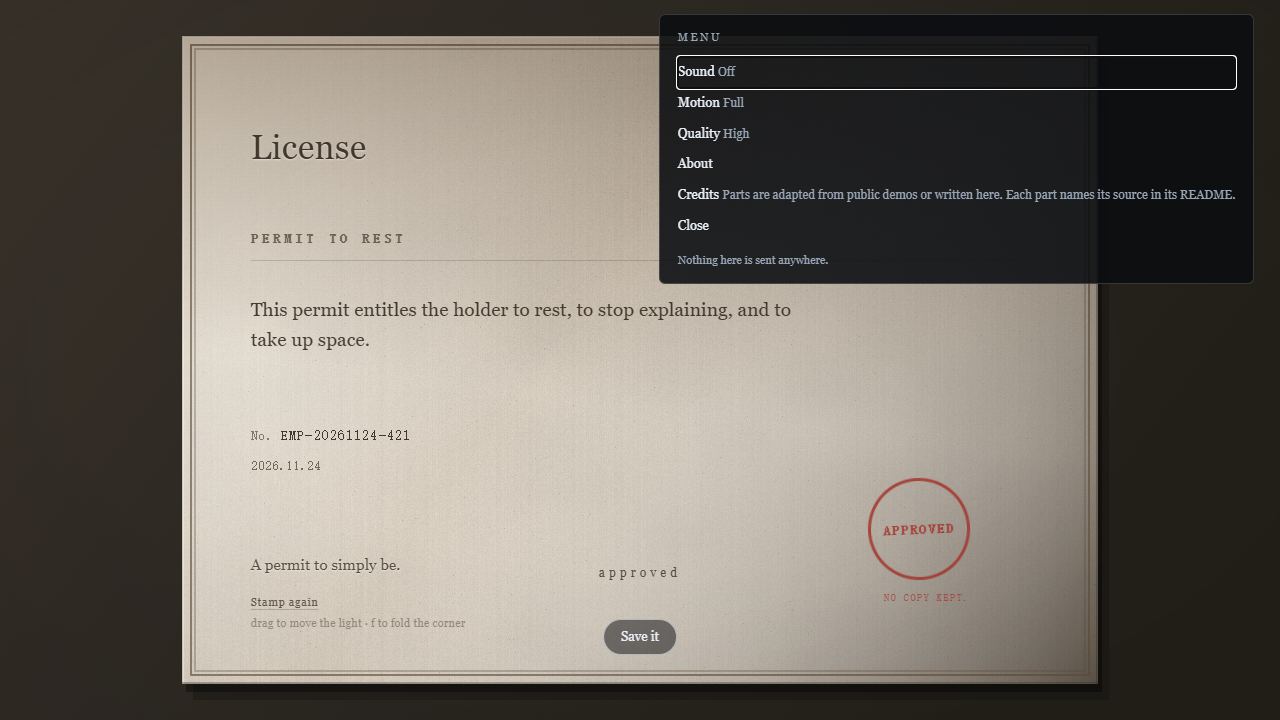 License
PERMIT TO REST
This permit entitles the holder to rest, to stop explaining, and to
take up space.
No. EMP-20261124-421
2026.11.24
A permit to simply be.
Stamp again
drag to move the light · f to fold the corner
approved
Save it
APPROVED
NO COPY KEPT.
MENU
Sound Off
Motion Full
Quality High
About
Credits Parts are adapted from public demos or written here. Each part names its source in its README.
Close
Nothing here is sent anywhere.